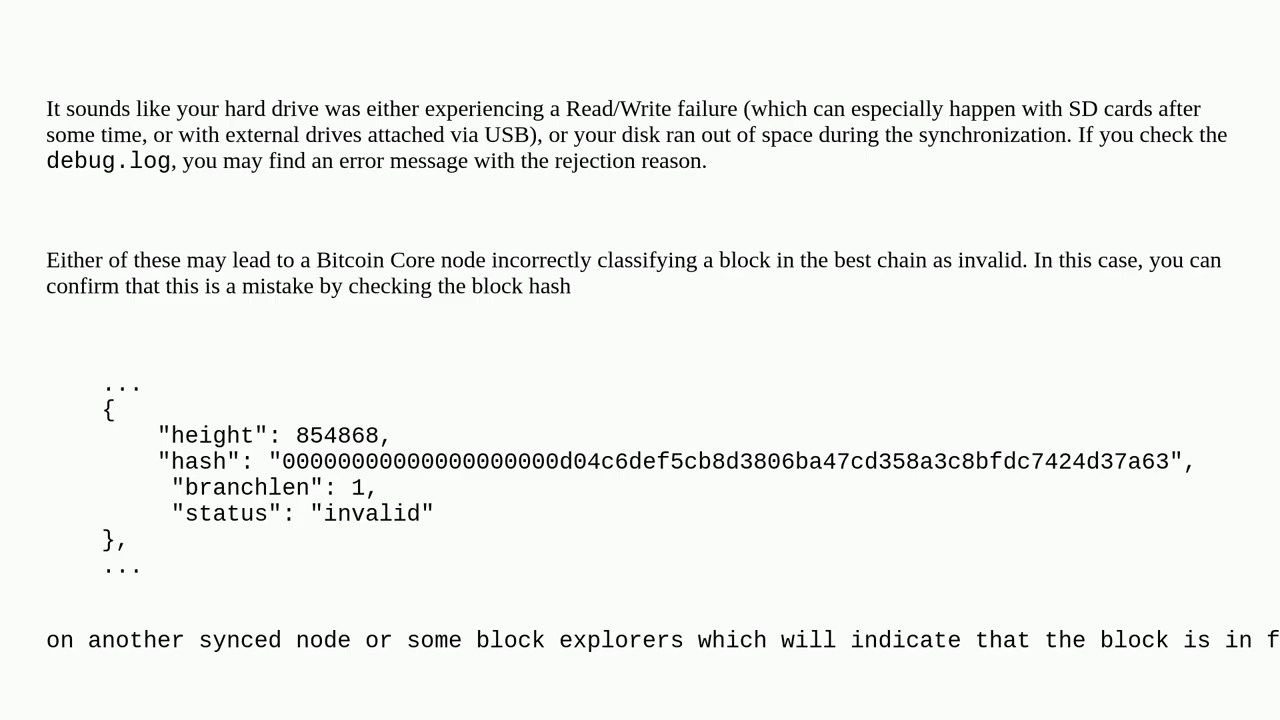 It sounds like your hard drive was either experiencing a Read/Write failure (which can especially happen with SD cards after
some time, or with external drives attached via USB), or your disk ran out of space during the synchronization. If you check the
debug.log, you may find an error message with the rejection reason.
Either of these may lead to a Bitcoin Core node incorrectly classifying a block in the best chain as invalid. In this case, you can
confirm that this is a mistake by checking the block hash
...
{
"height": 854868,
"hash": "00000000000000000000d04c6def5cb8d3806ba47cd358a3c8bfdc7424d37a63",
"branchlen": 1,
"status": "invalid"
},
...
on another synced node or some block explorers which will indicate that the block is in